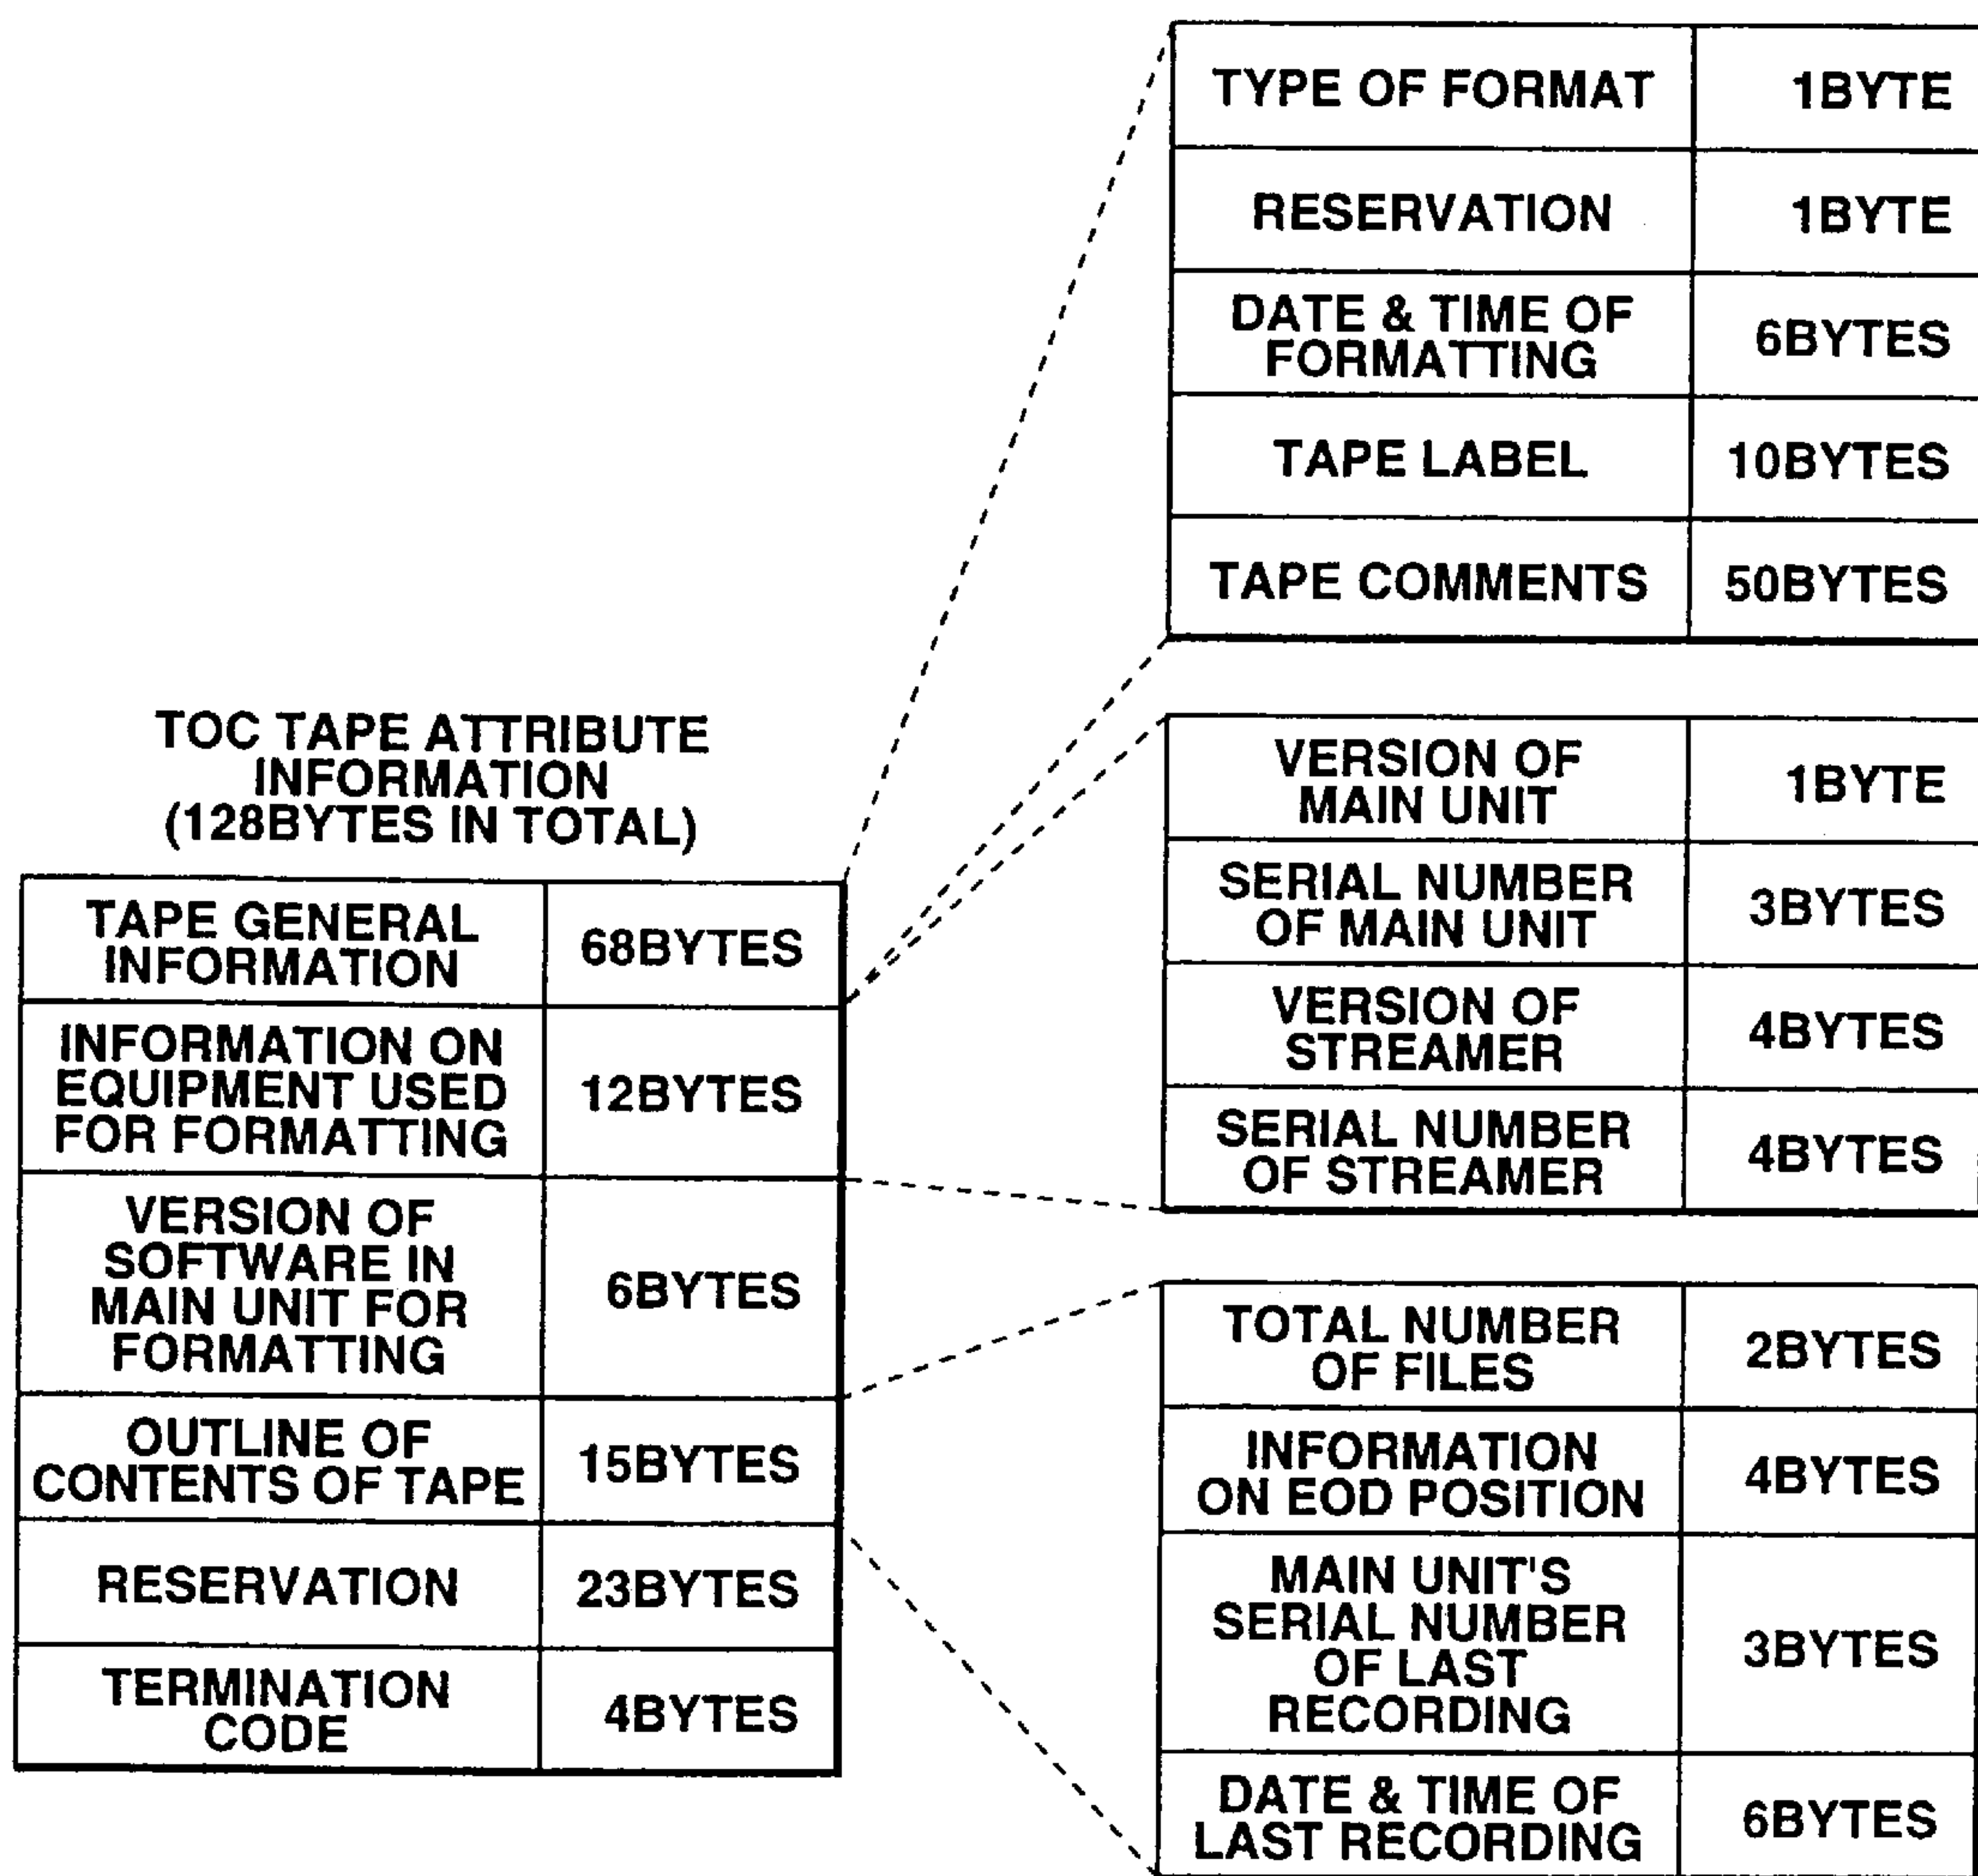 TOC TAPE ATTRIBUTE
INFORMATION
(128BYTES IN TOTAL)
TAPE GENERAL
INFORMATION
68BYTES
INFORMATION ON
EQUIPMENT USED
FOR FORMATTING
12BYTES
VERSION OF
SOFTWARE IN
MAIN UNIT FOR
FORMATTING
6BYTES
OUTLINE OF
CONTENTS OF TAPE
15BYTES
RESERVATION
23BYTES
TERMINATION
CODE
4BYTES
TYPE OF FORMAT
1BYTE
RESERVATION
1BYTE
DATE & TIME OF
FORMATTING
6BYTES
TAPE LABEL
10BYTES
TAPE COMMENTS
50BYTES
VERSION OF
MAIN UNIT
1BYTE
SERIAL NUMBER
OF MAIN UNIT
3BYTES
VERSION OF
STREAMER
4BYTES
SERIAL NUMBER
OF STREAMER
4BYTES
TOTAL NUMBER
OF FILES
2BYTES
INFORMATION
ON EOD POSITION
4BYTES
MAIN UNIT'S
SERIAL NUMBER
OF LAST
RECORDING
3BYTES
DATE & TIME OF
LAST RECORDING
6BYTES